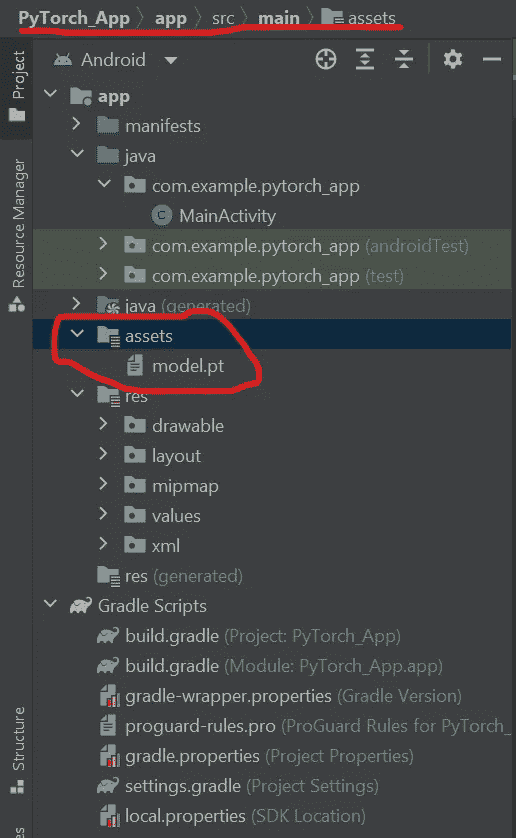 PyTorch_App app src main assets
Project
Android
app
manifests
java
com.example.pytorch_app
C MainActivity
com.example.pytorch_app (androidTest)
com.example.pytorch_app (test)
java (generated)
assets
model.pt
res
drawable
layout
mipmap
values
xml
res (generated)
Gradle Scripts
build.gradle (Project: PyTorch_App)
build.gradle (Module: PyTorch_App.app)
gradle-wrapper.properties (Gradle Version)
proguard-rules.pro (ProGuard Rules for PyTorch_
gradle.properties (Project Properties)
settings.gradle (Project Settings)
local.properties (SDK Location)
Resource Manager
Structure